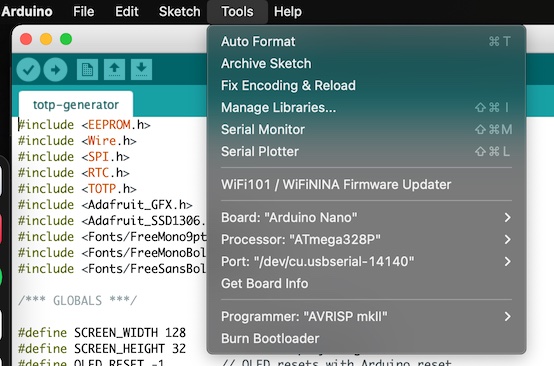 Arduino File Edit Sketch Tools Help
Auto Format ⌘ T
Archive Sketch
Fix Encoding & Reload
Manage Libraries... ⇧ ⌘ I
Serial Monitor ⇧ ⌘ M
Serial Plotter ⇧ ⌘ L
WiFi101 / WiFiNINA Firmware Updater
Board: "Arduino Nano"
Processor: "ATmega328P"
Port: "/dev/cu.usbserial-14140"
Get Board Info
Programmer: "AVRISP mkII"
Burn Bootloader
totp-generator
#include <EEPROM.h>
#include <Wire.h>
#include <SPI.h>
#include <RTC.h>
#include <TOTP.h>
#include <Adafruit_GFX.h>
#include <Adafruit_SSD1306.
#include <Fonts/FreeMono9pt
#include <Fonts/FreeMonoBol
#include <Fonts/FreeSansBol
/*** GLOBALS ***/
#define SCREEN_WIDTH 128
#define SCREEN_HEIGHT 32
#define OLED_RESET -1 // OLED resets with Arduino reset